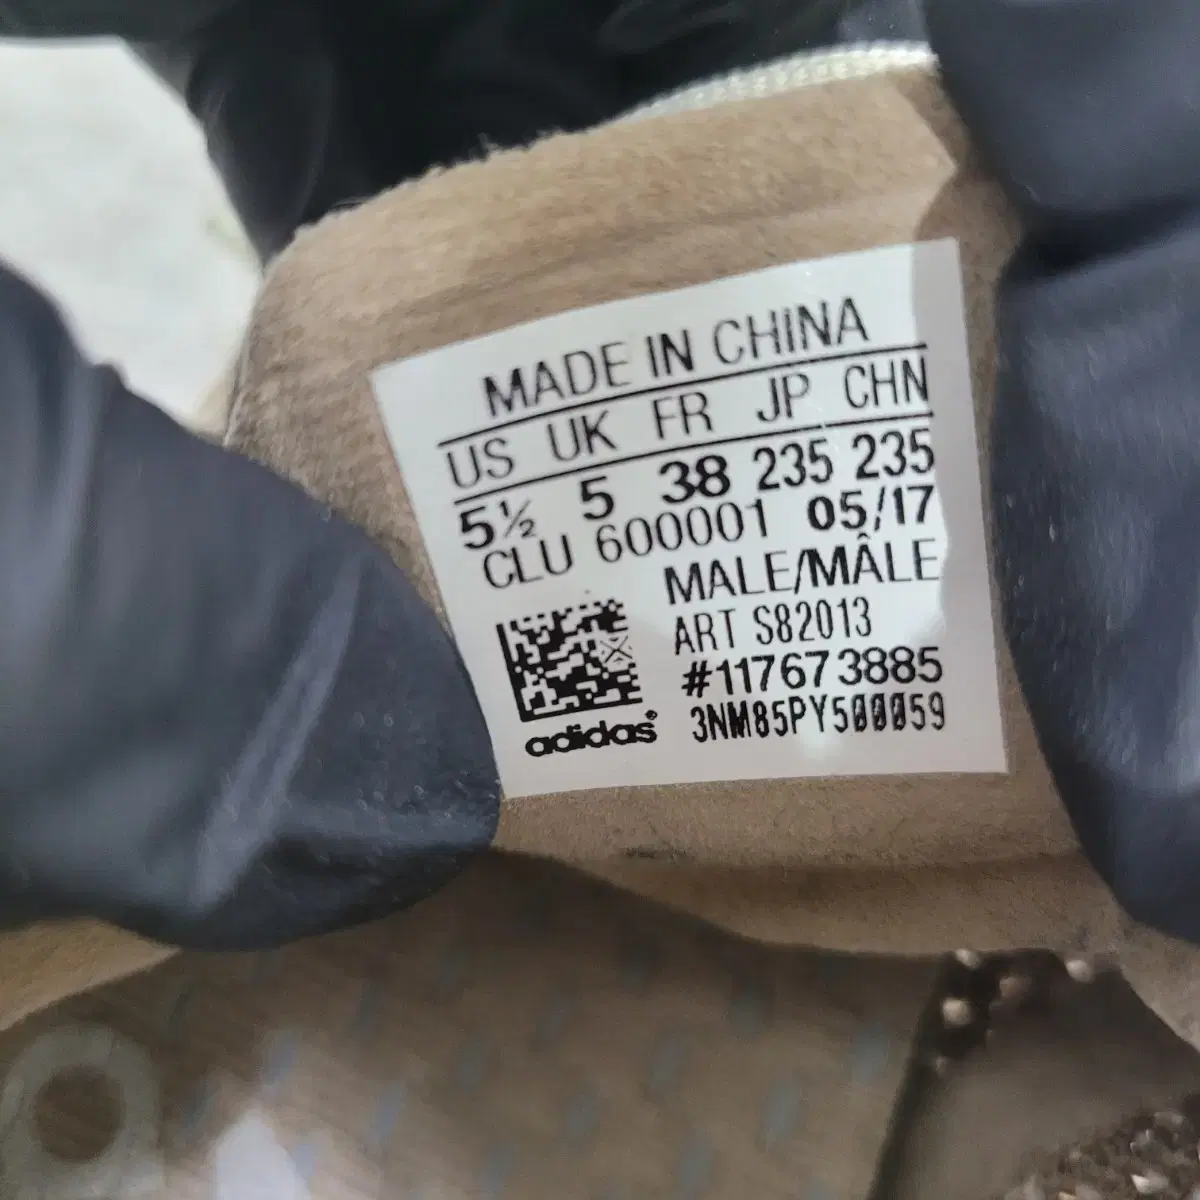 MADE IN CHINA
US UK FR JP CHN
5½ 5 38 235 235
CLU 600001 05/17
MALE/MÂLE
ART S82013
#117673885
3NM85PY500059
adidas®